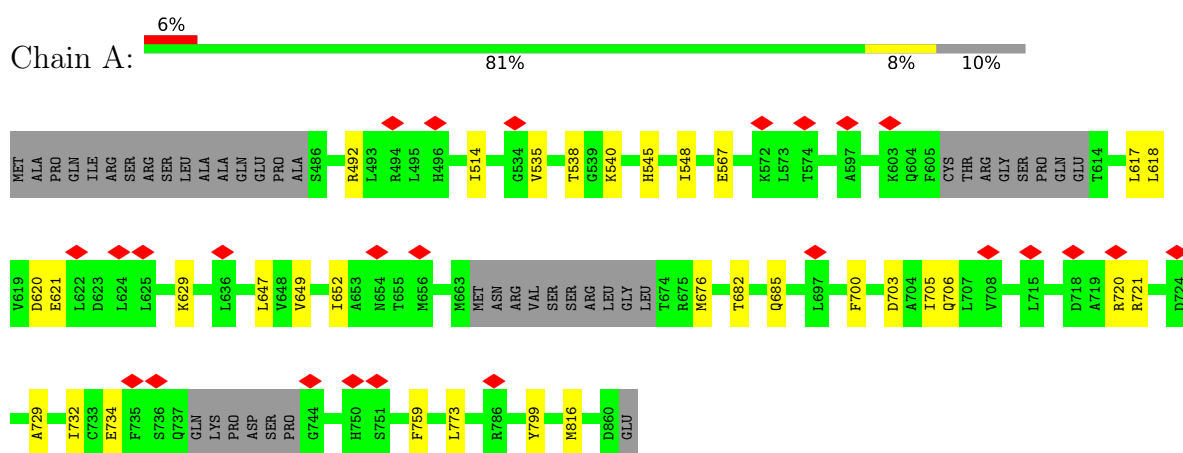 6%
Chain A:
81% 8% 10%
MET ALA PRO GLN ILE ARG SER ARG SER LEU ALA ALA GLN GLU PRO ALA S486 R492 L493 R494 L495 H496 I514 G534 V535 T538 G539 K540 H545 I548 E567 K572 L573 T574 A597 K603 Q604 F605 CYS THR ARG GLY SER PRO GLN GLU T614 L617 L618
V619 D620 E621 L622 D623 L624 L625 K629 L636 L647 V648 V649 I652 A653 N654 T655 M656 M663 MET ASN ARG VAL SER SER ARG LEU GLY LEU T674 R675 M676 T682 Q685 L697 F700 D703 A704 I705 Q706 L707 V708 L715 D718 A719 R720 R721 D724
A729 I732 C733 E734 F735 S736 Q737 GLN LYS PRO ASP SER PRO G744 H750 S751 F759 L773 R786 Y799 M816 D860 GLU